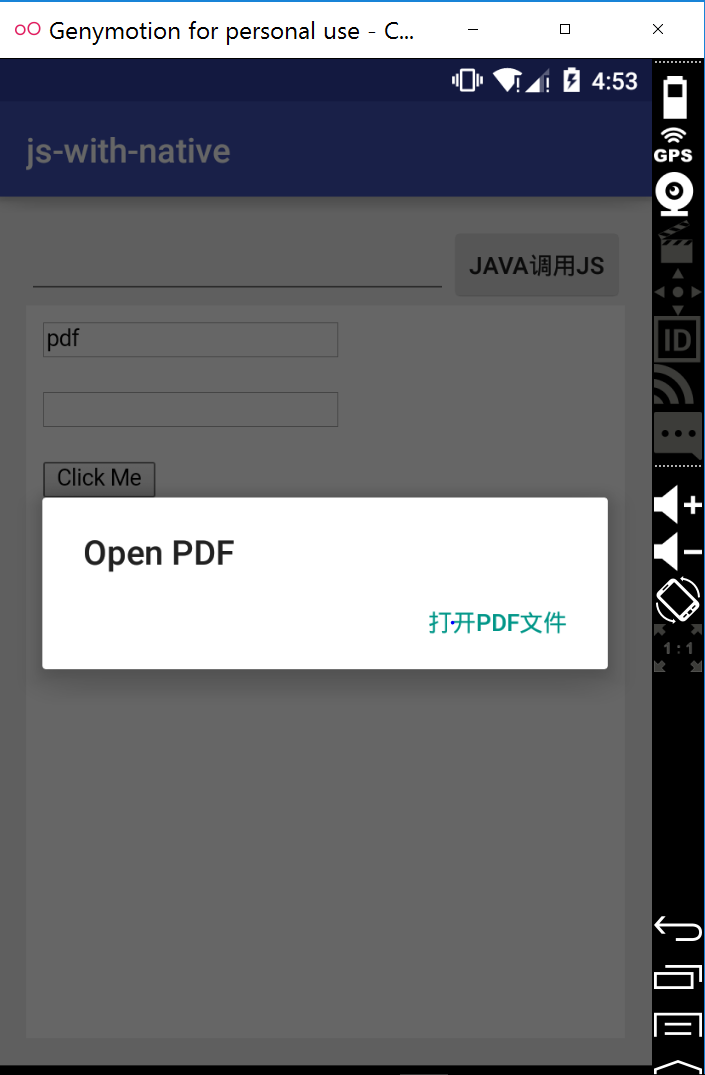 Genymotion for personal use - C...
4:53
js-with-native
GPS
JAVA调用JS
pdf
ID
Click Me
Open PDF
打开PDF文件
1:1